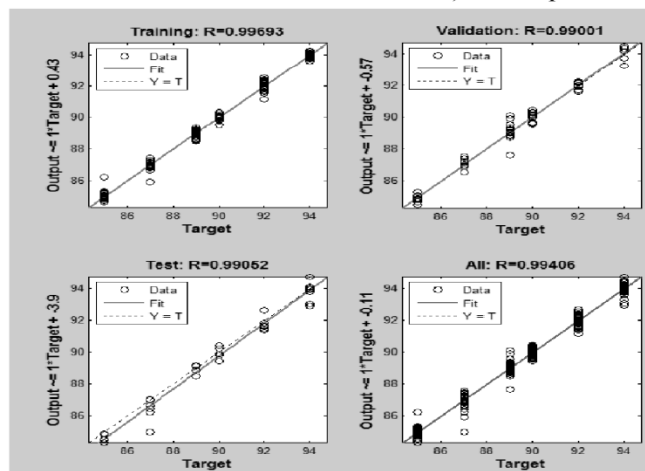 Training: R=0.99693
Output ~= 1*Target + 0.43
Data
Fit
Y = T
94
92
90
88
86
86 88 90 92 94
Target
Validation: R=0.99001
Output ~= 1*Target + -0.57
Data
Fit
Y = T
94
92
90
88
86
86 88 90 92 94
Target
Test: R=0.99052
Output ~= 1*Target + -3.9
Data
Fit
Y = T
94
92
90
88
86
86 88 90 92 94
Target
All: R=0.99406
Output ~= 1*Target + -0.11
Data
Fit
Y = T
94
92
90
88
86
86 88 90 92 94
Target